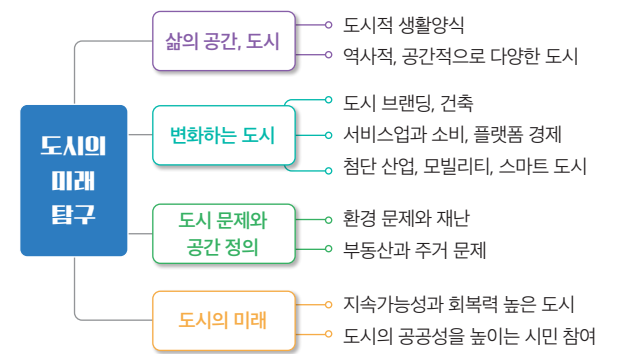 도시의
미래
탐구
삶의 공간, 도시
도시적 생활양식
역사적, 공간적으로 다양한 도시
변화하는 도시
도시 브랜딩, 건축
서비스업과 소비, 플랫폼 경제
첨단 산업, 모빌리티, 스마트 도시
도시 문제와
공간 정의
환경 문제와 재난
부동산과 주거 문제
도시의 미래
지속가능성과 회복력 높은 도시
도시의 공공성을 높이는 시민 참여